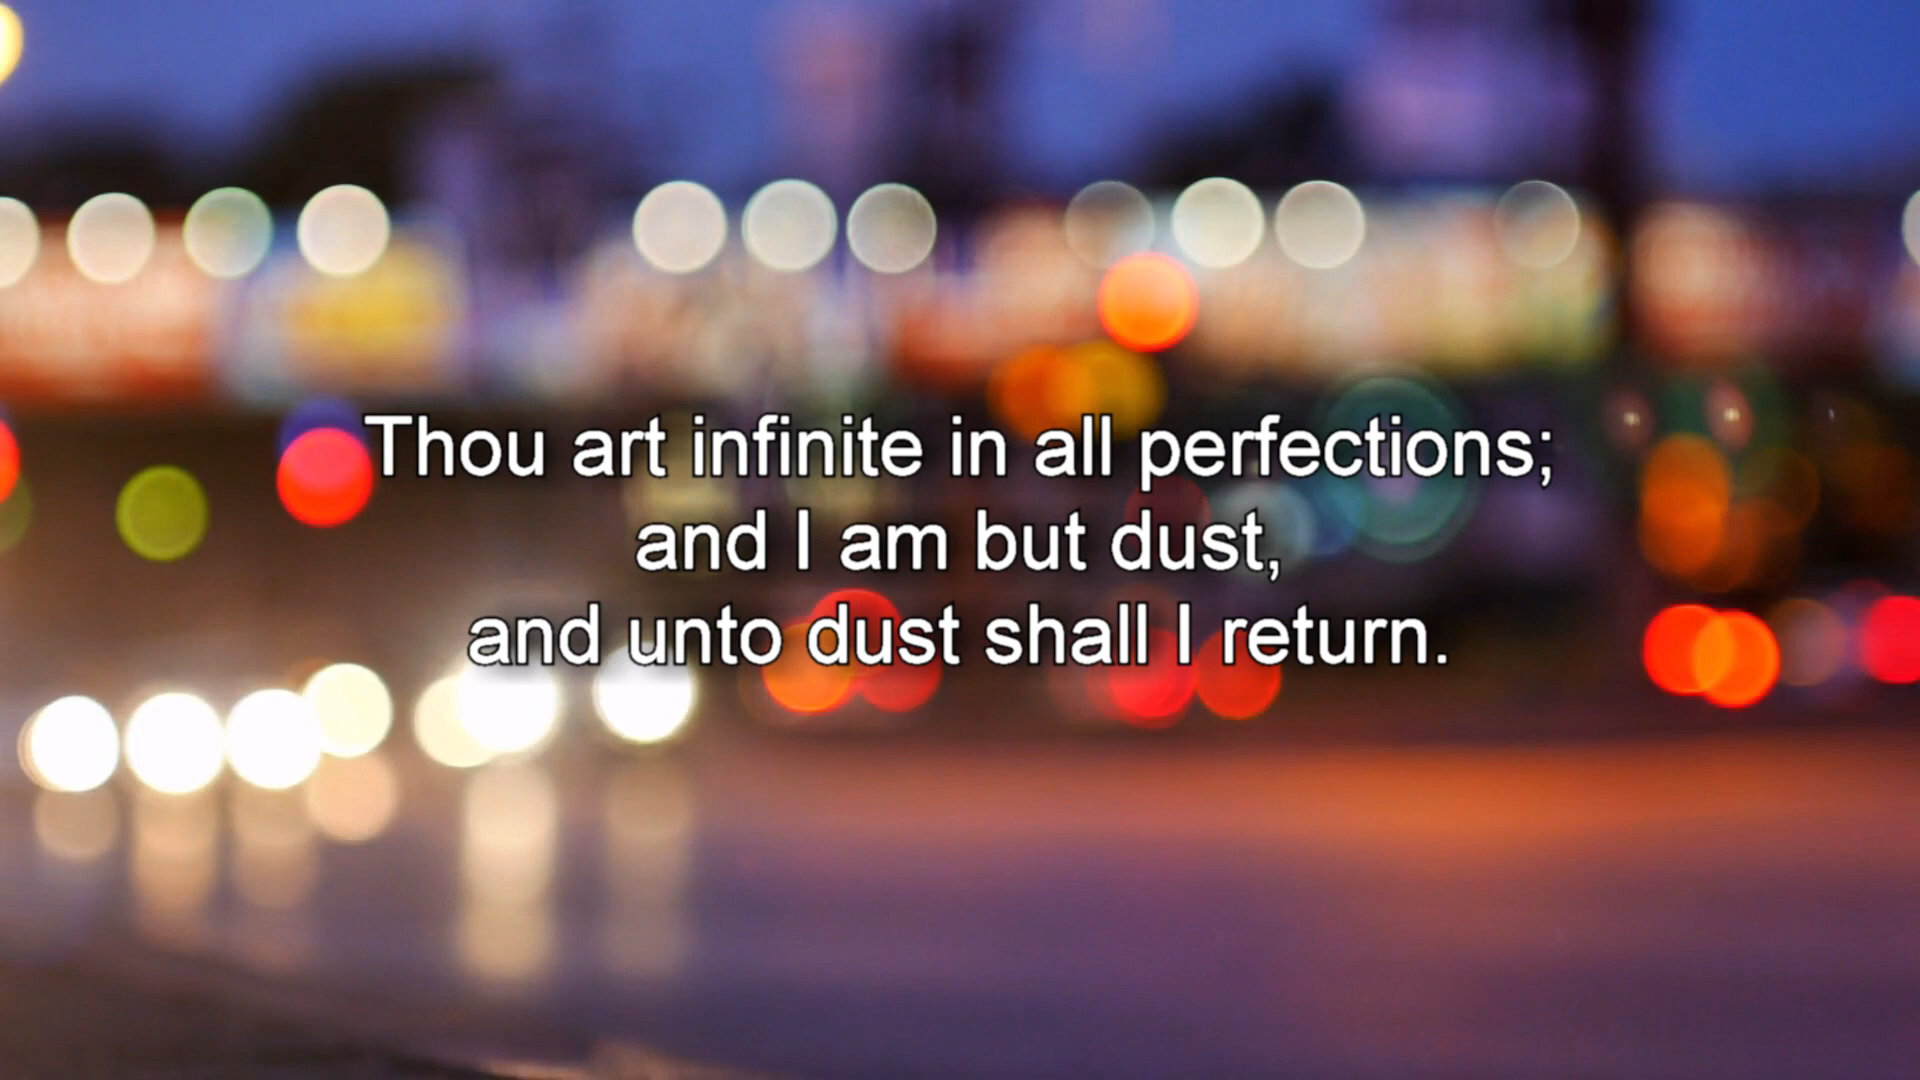 Thou art infinite in all perfections;
and I am but dust,
and unto dust shall I return.